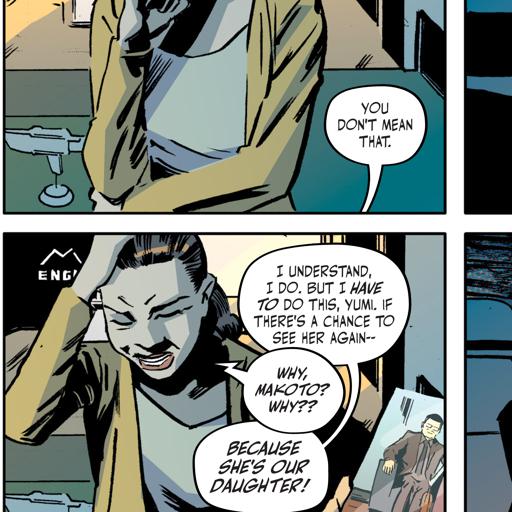 YOU
DON'T MEAN
THAT.
ENGI
I UNDERSTAND,
I DO. BUT I HAVE
TO DO THIS, YUMI. IF
THERE'S A CHANCE TO
SEE HER AGAIN--
WHY,
MAKOTO?
WHY??
BECAUSE
SHE'S OUR
DAUGHTER!